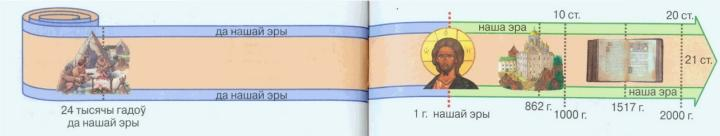 10 ст.
20 ст.
да нашай эры
наша эра
21 ст.
да нашай эры
наша эра
24 тысячы гадоў
да нашай эры
1 г. нашай эры
862 г.
1000 г.
1517 г.
2000 г.